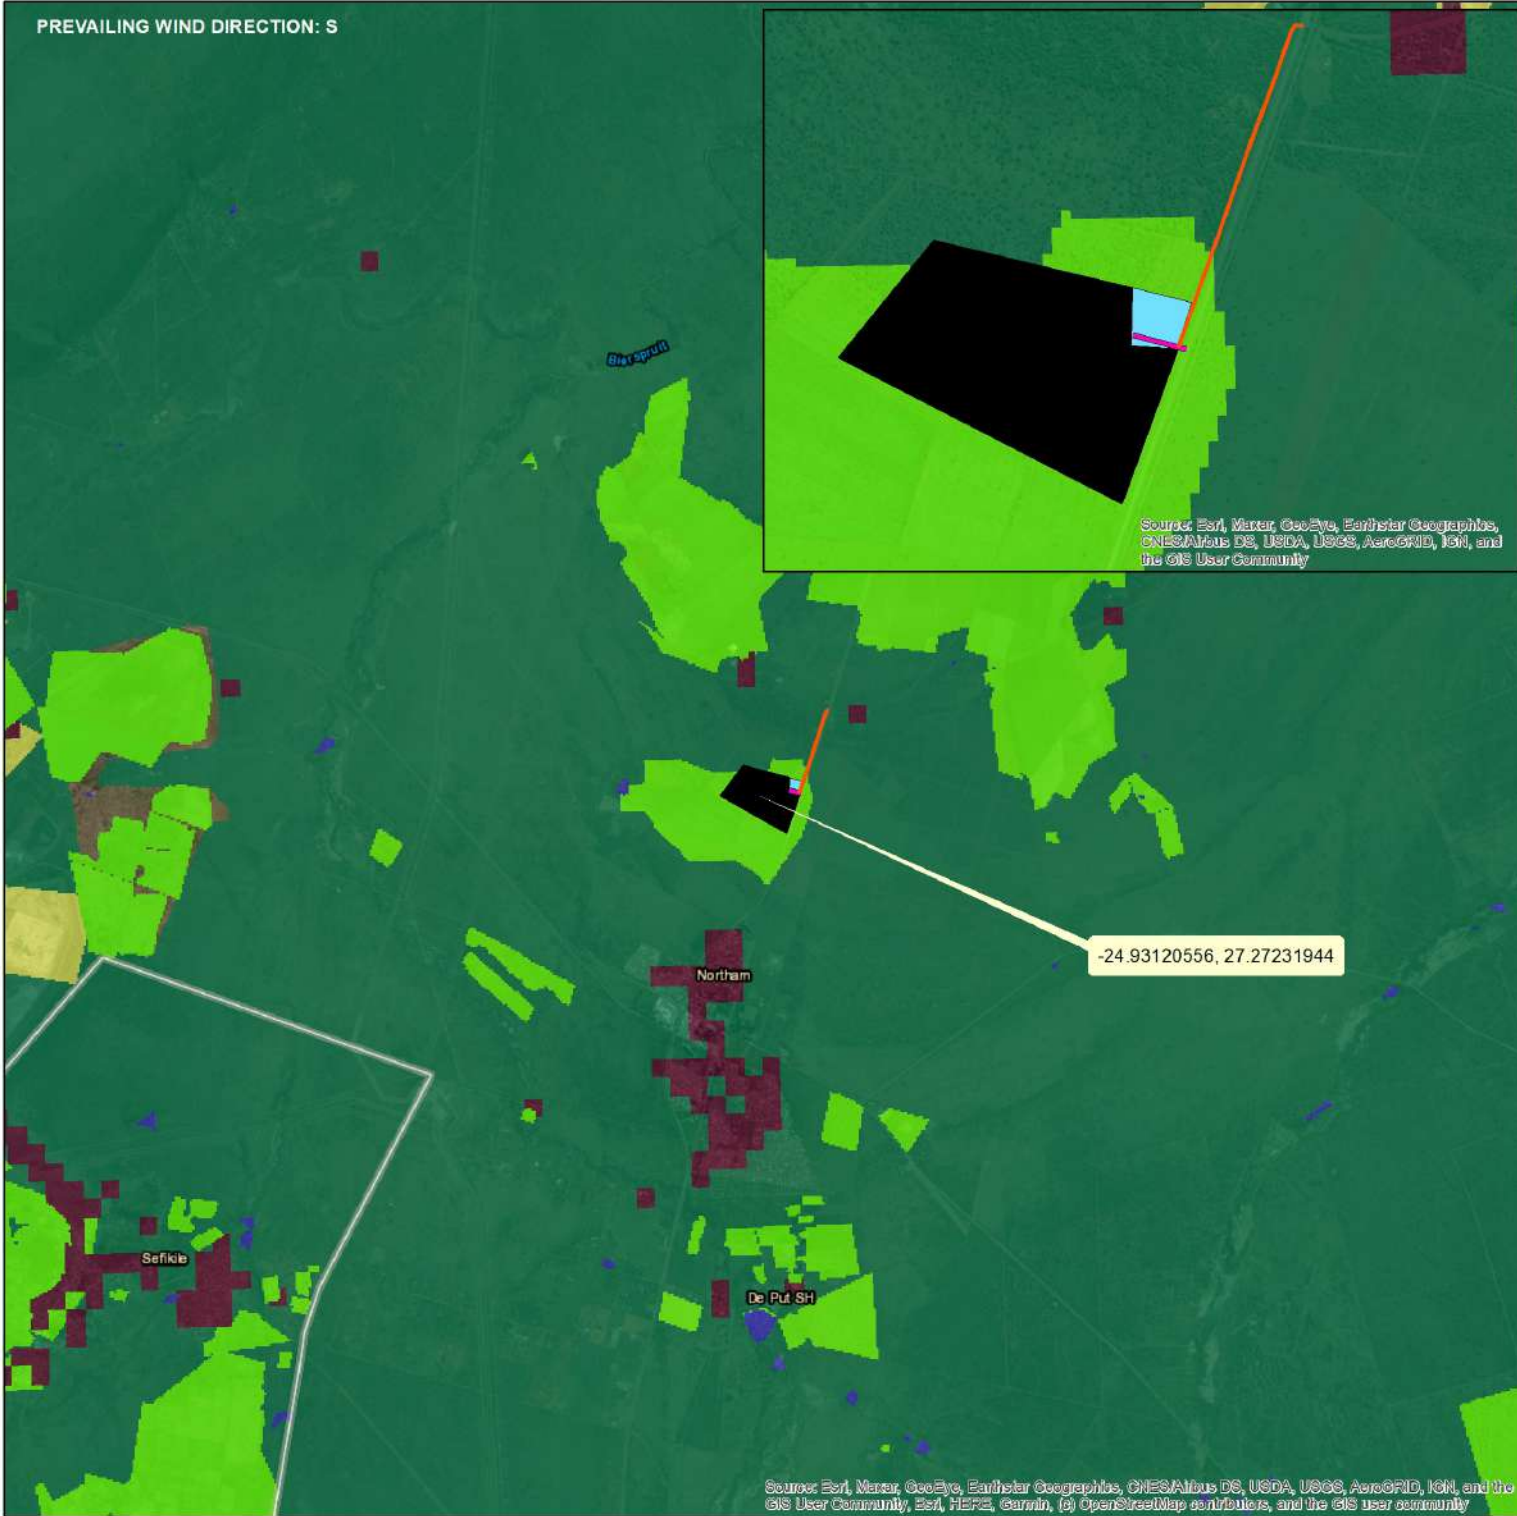 PREVAILING WIND DIRECTION: S
Source: Esri, Maxar, GeoEye, Earthstar Geographics,
CNES/Airbus DS, USDA, USGS, AeroGRID, IGN, and
the GIS User Community
Bierspruit
-24.93120556, 27.27231944
Northam
Sefikile
De Put SH
Source: Esri, Maxar, GeoEye, Earthstar Geographics, CNES/Airbus DS, USDA, USGS, AeroGRID, IGN, and the
GIS User Community, Esri, HERE, Garmin, (c) OpenStreetMap contributors, and the GIS user community